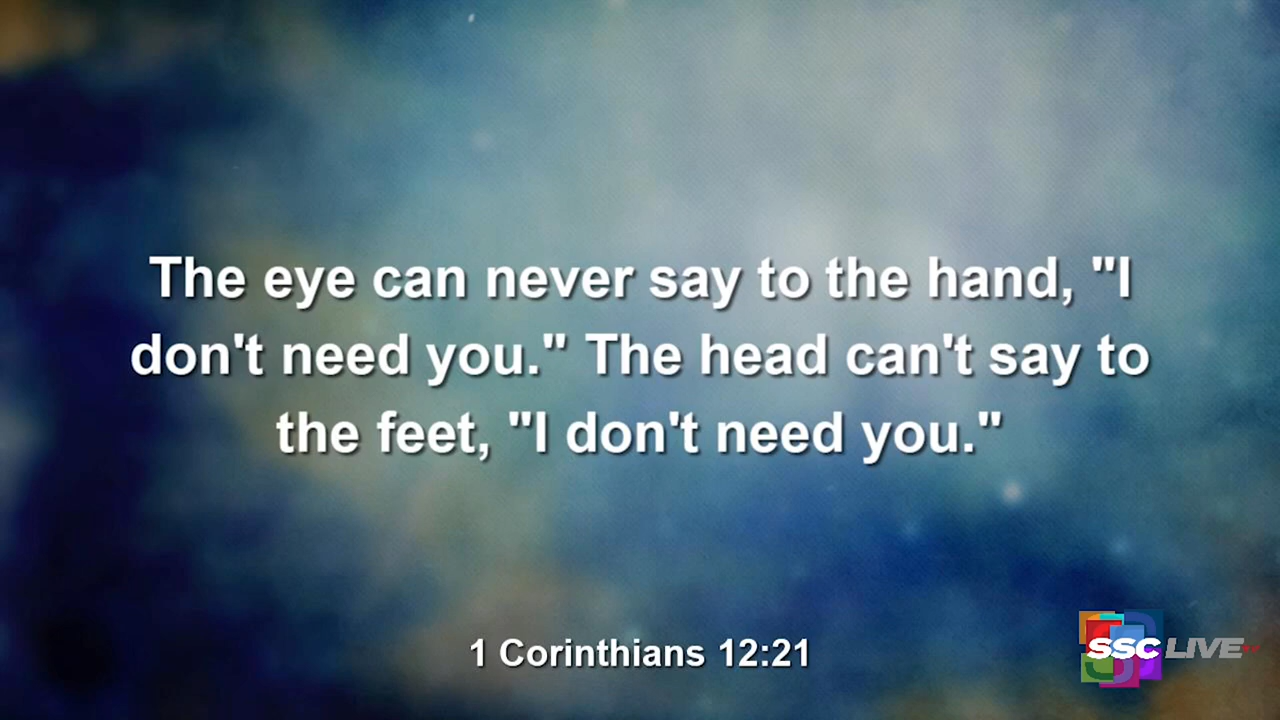 The eye can never say to the hand, "I
don't need you." The head can't say to
the feet, "I don't need you."
1 Corinthians 12:21
SSC LIVE